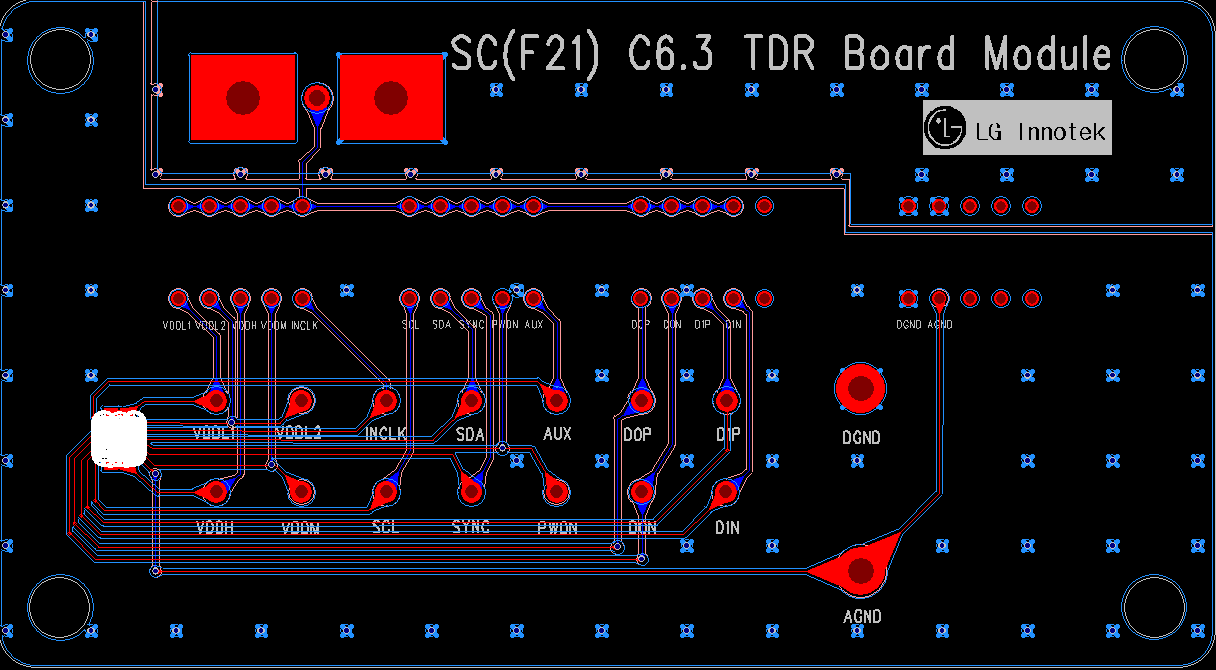 SC(F21) C6.3 TDR Board Module
LG Innotek
VDDL1 VDDL2 VDDH VDDM INCLK SCL SDA SYNC PWDN AUX D0P D0N D1P D1N DGND AGND
VDDL1 VDDL2 INCLK SDA AUX D0P D1P DGND
VDDH VDDM SCL SYNC PWDN D0N D1N
AGND